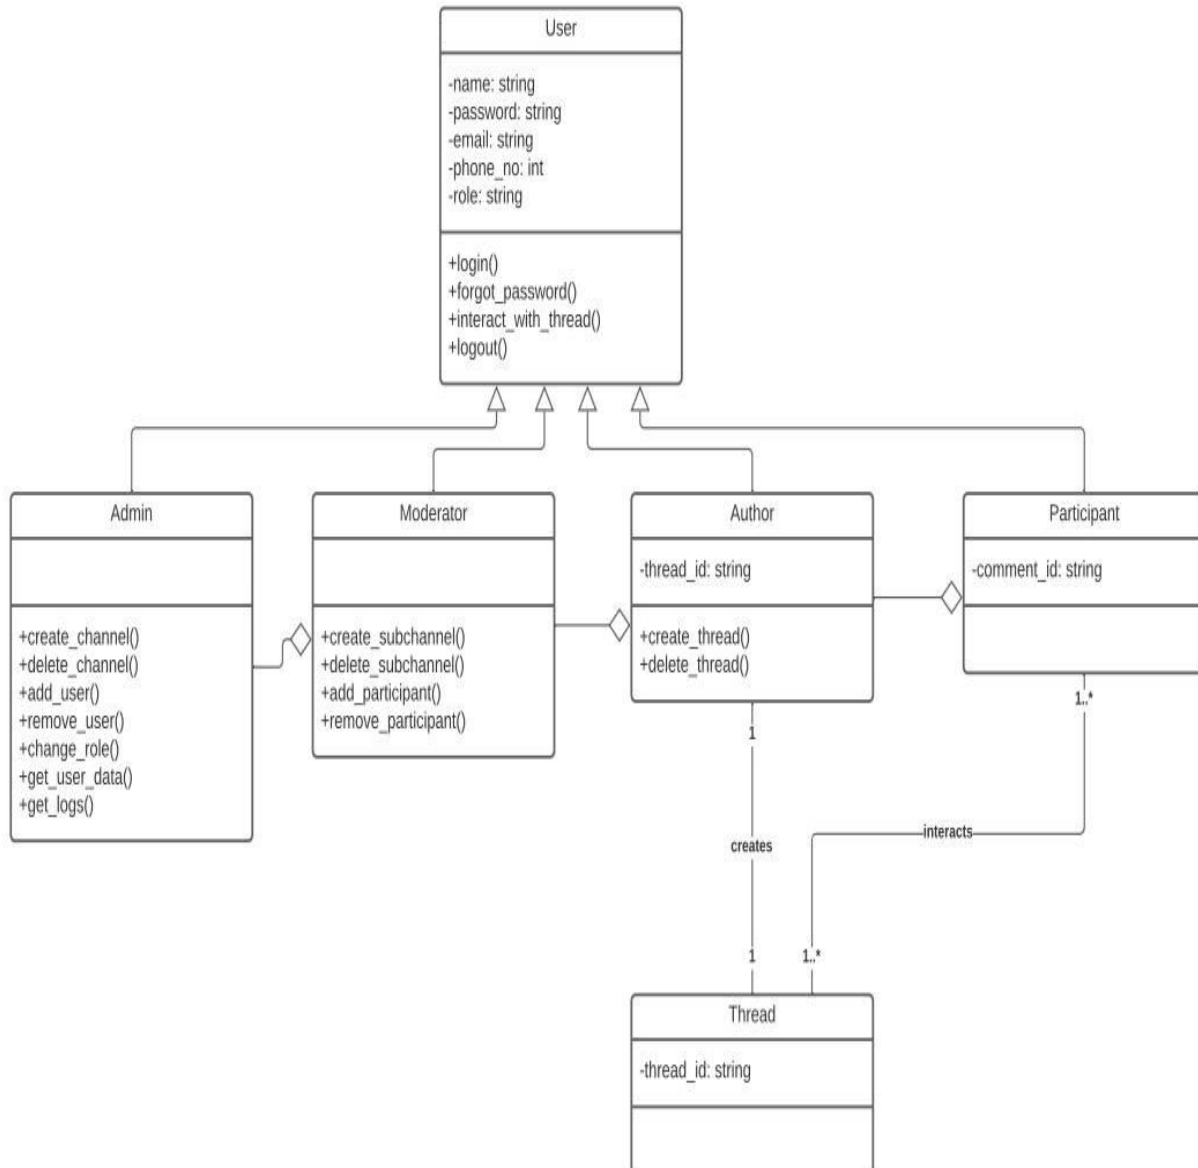 User
-name: string
-password: string
-email: string
-phone_no: int
-role: string
+login()
+forgot_password()
+interact_with_thread()
+logout()
Admin
+create_channel()
+delete_channel()
+add_user()
+remove_user()
+change_role()
+get_user_data()
+get_logs()
Moderator
+create_subchannel()
+delete_subchannel()
+add_participant()
+remove_participant()
Author
-thread_id: string
+create_thread()
+delete_thread()
Participant
-comment_id: string
1..*
1
interacts
creates
1
1..*
Thread
-thread_id: string